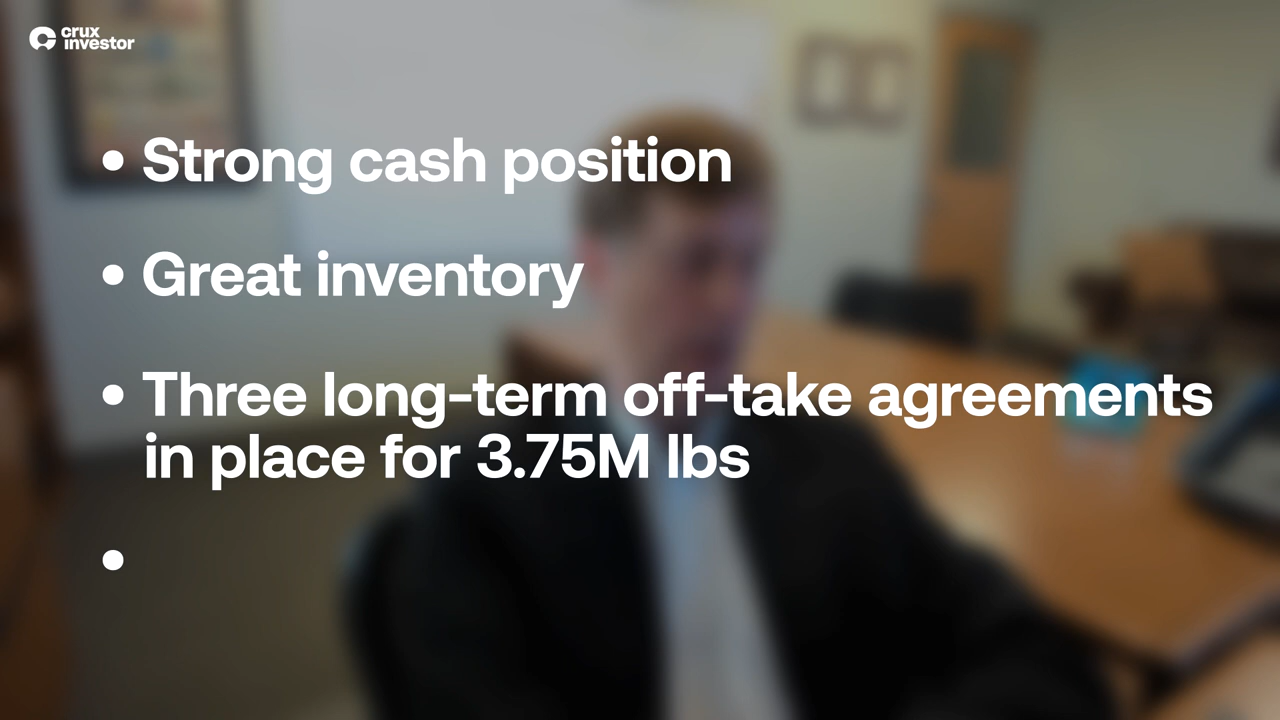 crux
investor
• Strong cash position
• Great inventory
• Three long-term off-take agreements
in place for 3.75M lbs
•